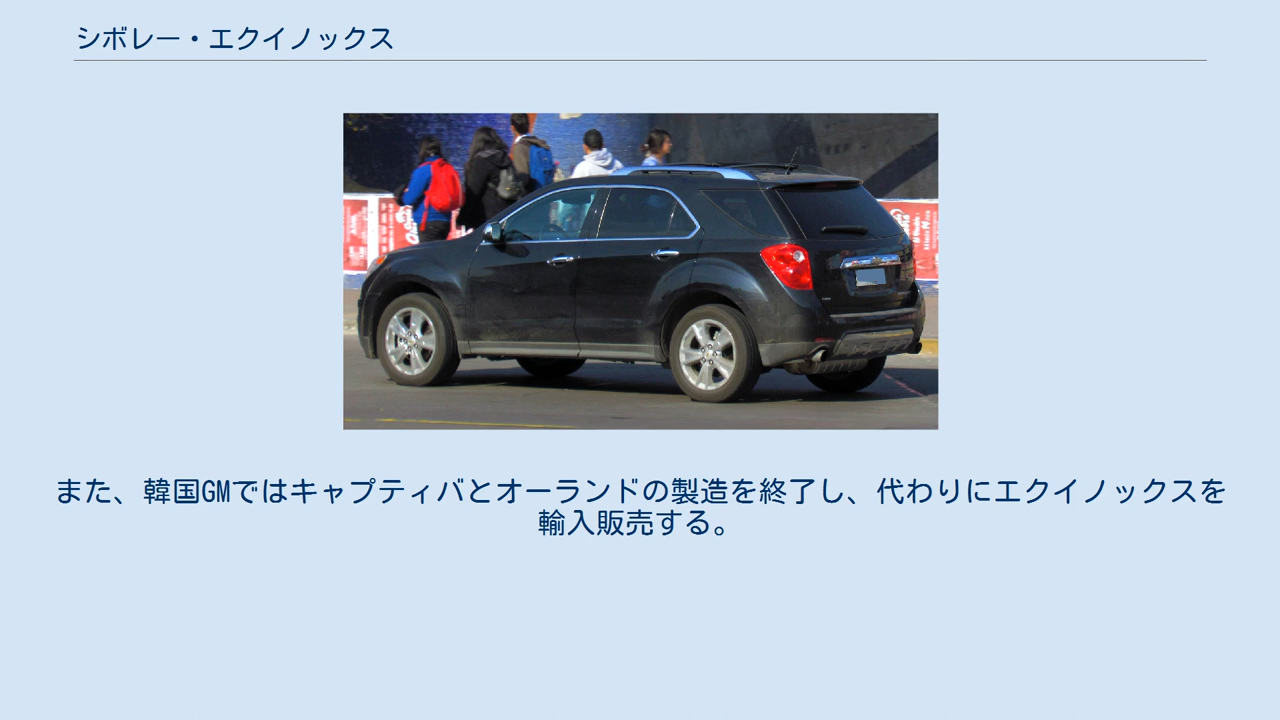 シボレー・エクイノックス
また、韓国GMではキャプティバとオーランドの製造を終了し、代わりにエクイノックスを
輸入販売する。